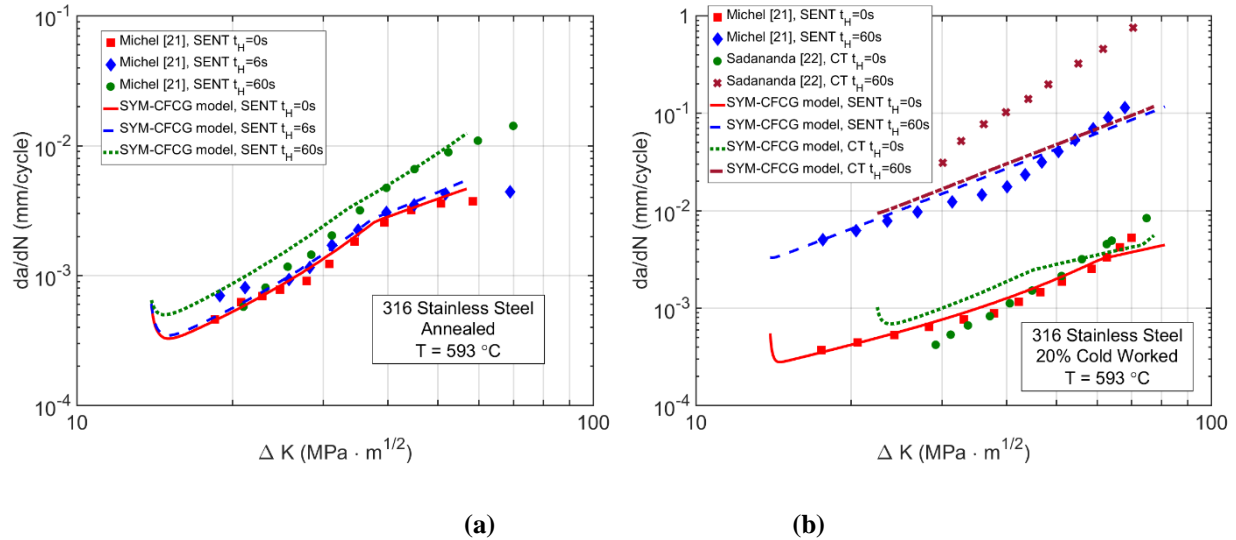 da/dN (mm/cycle)
10^-1
10^-2
10^-3
10^-4
Michel [21], SENT t_H=0s
Michel [21], SENT t_H=6s
Michel [21], SENT t_H=60s
SYM-CFCG model, SENT t_H=0s
SYM-CFCG model, SENT t_H=6s
SYM-CFCG model, SENT t_H=60s
316 Stainless Steel
Annealed
T = 593 °C
10
100
Δ K (MPa · m^1/2)
(a)
da/dN (mm/cycle)
1
10^-1
10^-2
10^-3
10^-4
Michel [21], SENT t_H=0s
Michel [21], SENT t_H=60s
Sadananda [22], CT t_H=0s
Sadananda [22], CT t_H=60s
SYM-CFCG model, SENT t_H=0s
SYM-CFCG model, SENT t_H=60s
SYM-CFCG model, CT t_H=0s
SYM-CFCG model, CT t_H=60s
316 Stainless Steel
20% Cold Worked
T = 593 °C
10
100
Δ K (MPa · m^1/2)
(b)